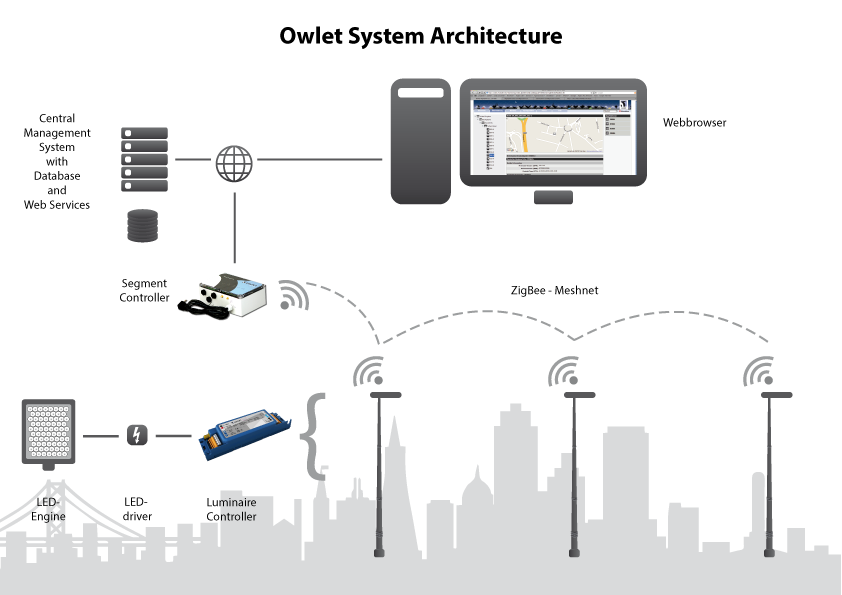 Owlet System Architecture
Central
Management
System
with
Database
and
Web Services
Webbrowser
Segment
Controller
ZigBee - Meshnet
LED-
Engine
LED-
driver
Luminaire
Controller